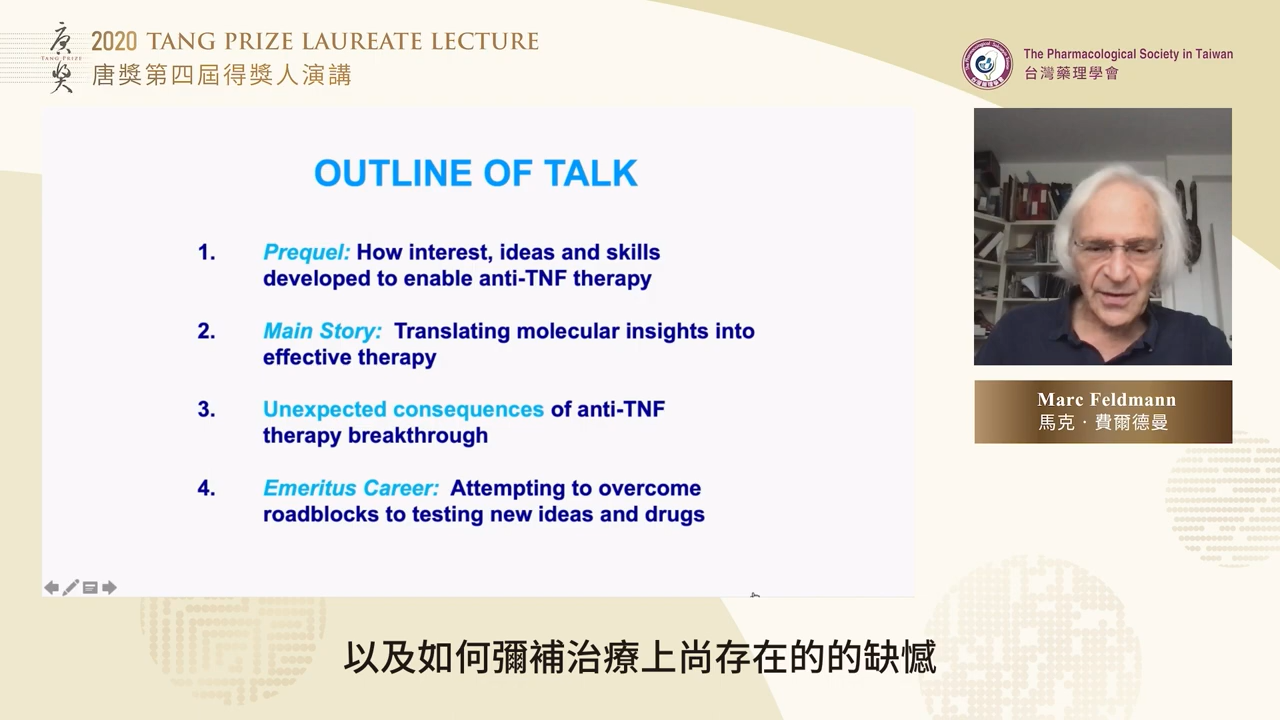 唐
TANG PRIZE
獎
2020 TANG PRIZE LAUREATE LECTURE
唐獎第四屆得獎人演講
The Pharmacological Society in Taiwan
台灣藥理學會
OUTLINE OF TALK
1. Prequel: How interest, ideas and skills
developed to enable anti-TNF therapy
2. Main Story: Translating molecular insights into
effective therapy
3. Unexpected consequences of anti-TNF
therapy breakthrough
4. Emeritus Career: Attempting to overcome
roadblocks to testing new ideas and drugs
Marc Feldmann
馬克・費爾德曼
以及如何彌補治療上尚存在的的缺憾